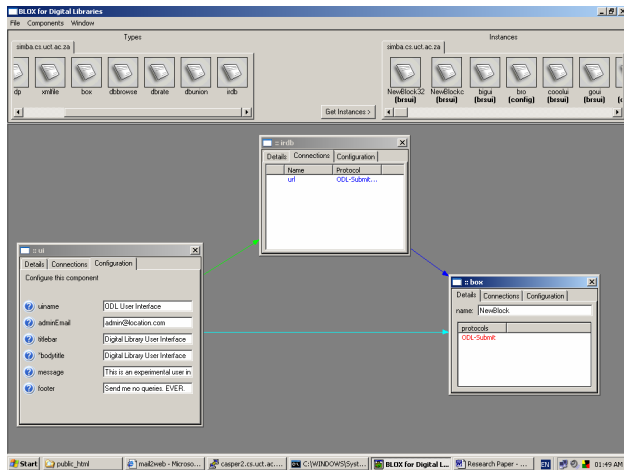 BLOX for Digital Libraries
File Components Window
Types
Instances
simba.cs.uct.ac.za
simba.cs.uct.ac.za
dp xmlfile box dbbrowse dbrate dbunion irdb
NewBlock32 NewBlockc bigui bro cooolui goui
(brsui) (brsui) (brsui) (config) (brsui) (brsui)
Get Instances >
:: irdb
Details Connections Configuration
Name Protocol
url ODL-Submit...
:: ui
Details Connections Configuration
Configure this component
uiname ODL User Interface
adminEmail admin@location.com
titlebar Digital Library User Interface
*bodytitle Digital Library User Interface
message This is an experimental user in
footer Send me no queries. EVER.
:: box
Details Connections Configuration
name: NewBlock
protocols
ODL-Submit
Start public_html mail2web - Microso... casper2.cs.uct.ac.... C:\WINDOWS\Syst... BLOX for Digital L... Research Paper - ... EN 01:49 AM